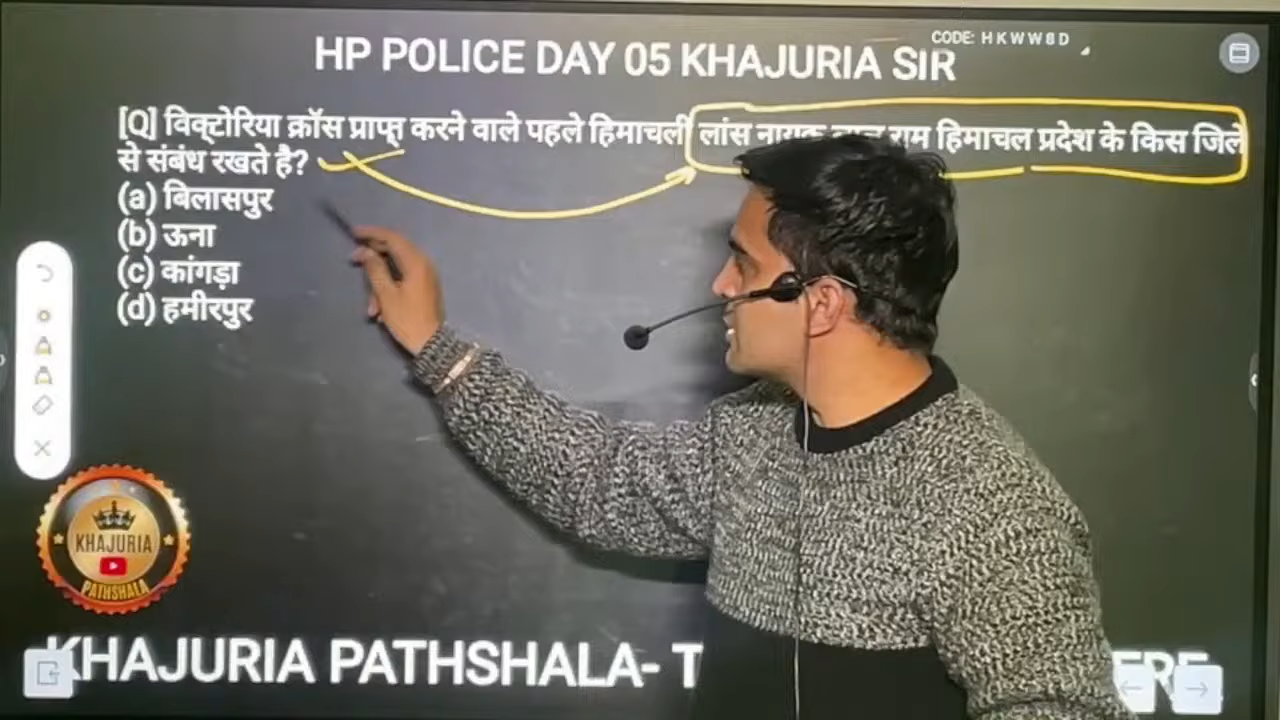 CODE: HKWW8D
HP POLICE DAY 05 KHAJURIA SIR
[Q] विक्टोरिया क्रॉस प्राप्त करने वाले पहले हिमाचली लांस नायक राम हिमाचल प्रदेश के किस जिले
से संबंध रखते है?
(a) बिलासपुर
(b) ऊना
(c) कांगड़ा
(d) हमीरपुर
KHAJURIA
PATHSHALA
KHAJURIA PATHSHALA- T